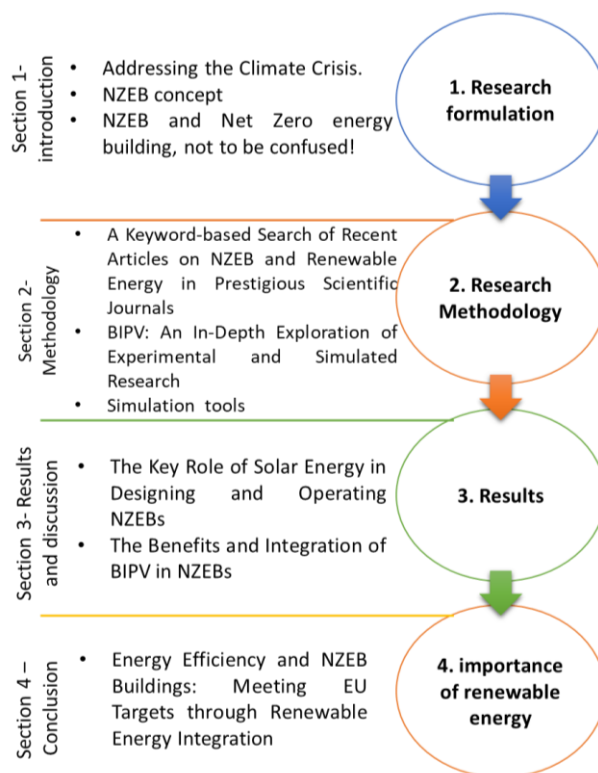 Section 1-
introduction
• Addressing the Climate Crisis.
• NZEB concept
• NZEB and Net Zero energy
building, not to be confused!
1. Research
formulation
Section 2-
Methodology
• A Keyword-based Search of Recent
Articles on NZEB and Renewable
Energy in Prestigious Scientific
Journals
• BIPV: An In-Depth Exploration of
Experimental and Simulated
Research
• Simulation tools
2. Research
Methodology
Section 3- Results
and discussion
• The Key Role of Solar Energy in
Designing and Operating
NZEBs
• The Benefits and Integration of
BIPV in NZEBs
3. Results
Section 4 –
Conclusion
• Energy Efficiency and NZEB
Buildings: Meeting EU
Targets through Renewable
Energy Integration
4. importance
of renewable
energy